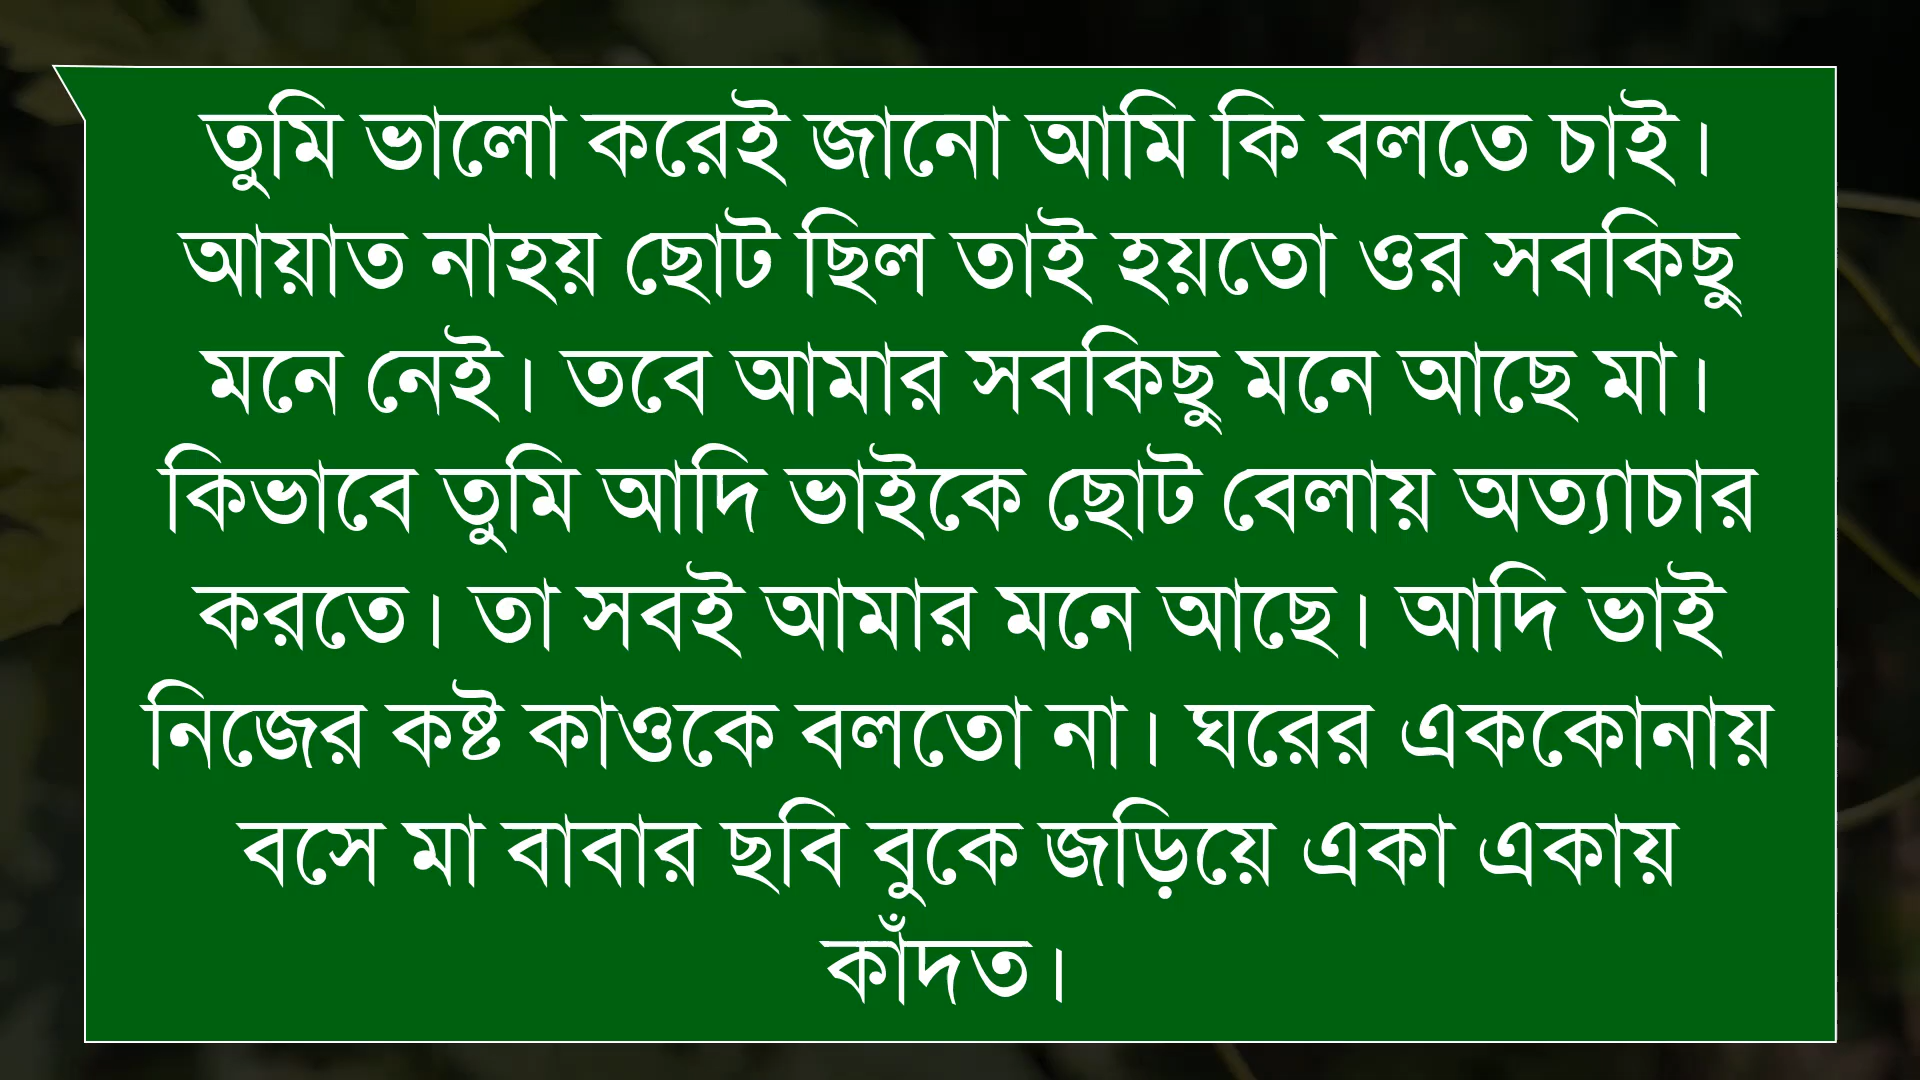 তুমি ভালো করেই জানো আমি কি বলতে চাই।
আয়াত নাহয় ছোট ছিল তাই হয়তো ওর সবকিছু
মনে নেই। তবে আমার সবকিছু মনে আছে মা।
কিভাবে তুমি আদি ভাইকে ছোট বেলায় অত্যাচার
করতে। তা সবই আমার মনে আছে। আদি ভাই
নিজের কষ্ট কাওকে বলতো না। ঘরের এককোনায়
বসে মা বাবার ছবি বুকে জড়িয়ে একা একায়
কাঁদত।